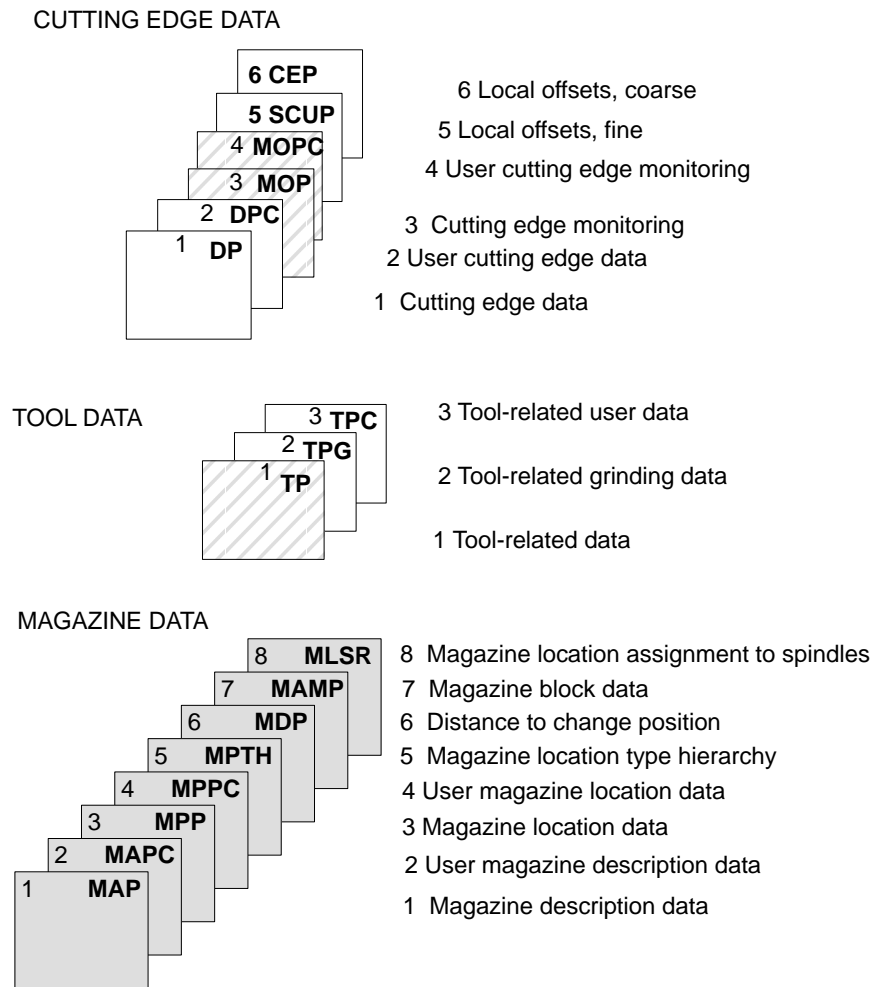 CUTTING EDGE DATA
6 CEP
5 SCUP
4 MOPC
3 MOP
2 DPC
1 DP
6 Local offsets, coarse
5 Local offsets, fine
4 User cutting edge monitoring
3 Cutting edge monitoring
2 User cutting edge data
1 Cutting edge data
TOOL DATA
3 TPC
2 TPG
1 TP
3 Tool-related user data
2 Tool-related grinding data
1 Tool-related data
MAGAZINE DATA
8 MLSR
7 MAMP
6 MDP
5 MPTH
4 MPPC
3 MPP
2 MAPC
1 MAP
8 Magazine location assignment to spindles
7 Magazine block data
6 Distance to change position
5 Magazine location type hierarchy
4 User magazine location data
3 Magazine location data
2 User magazine description data
1 Magazine description data